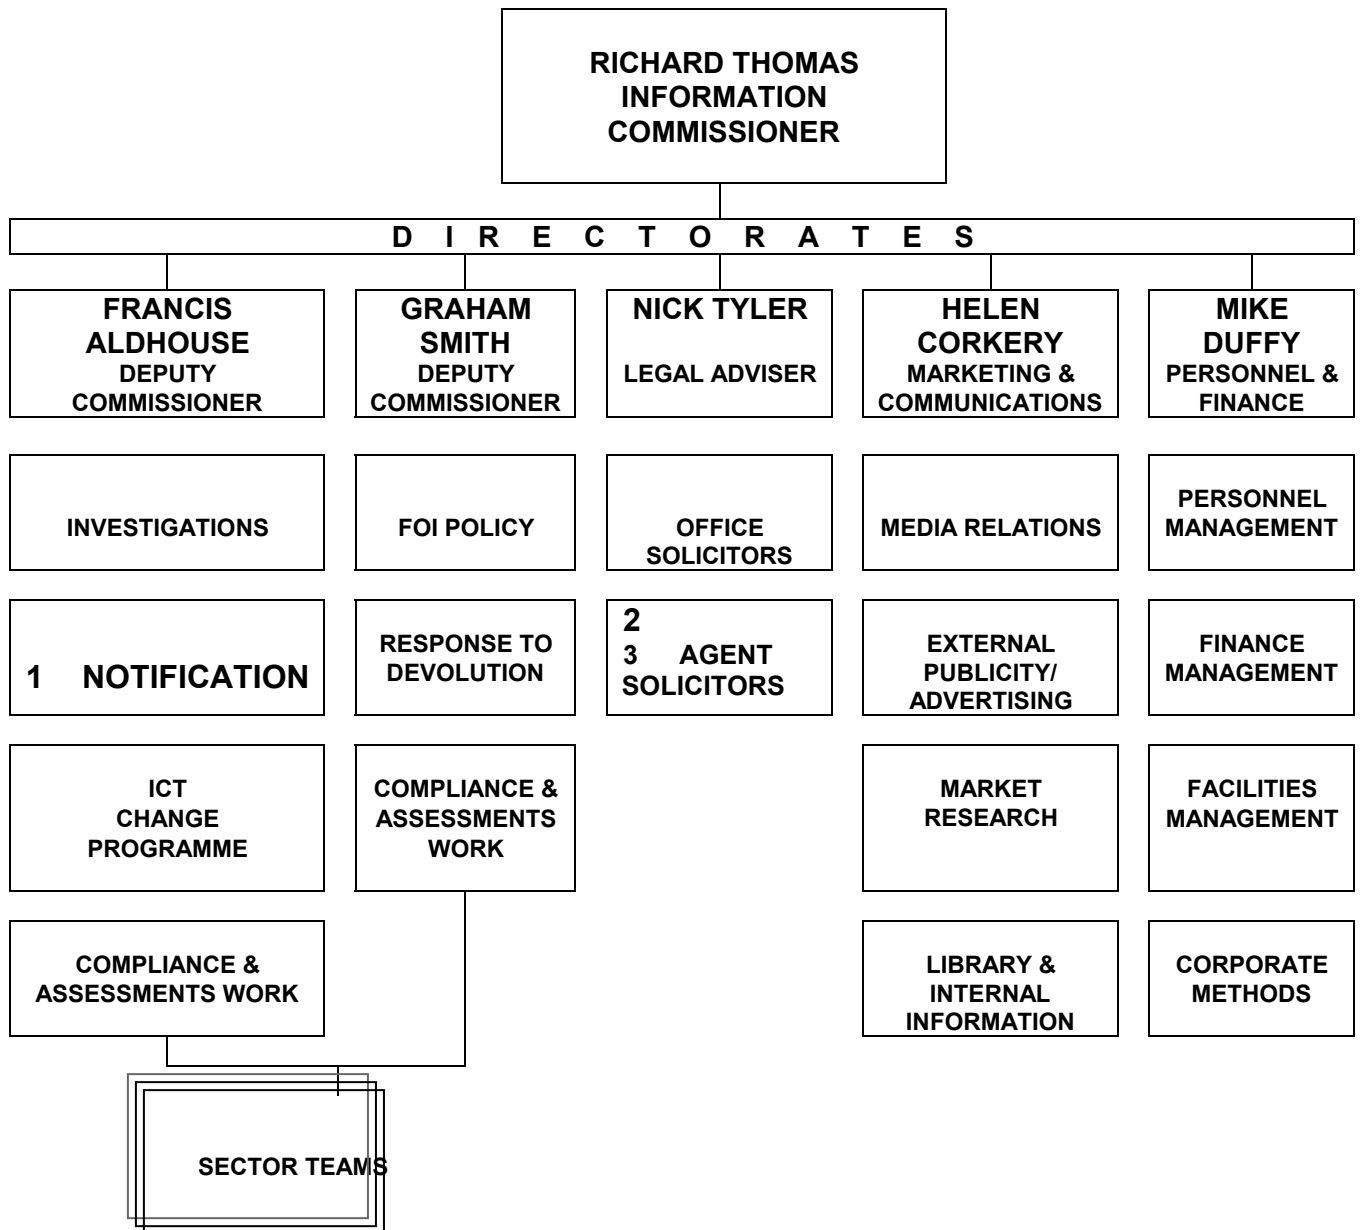 RICHARD THOMAS
INFORMATION
COMMISSIONER
D I R E C T O R A T E S
FRANCIS
ALDHOUSE
DEPUTY
COMMISSIONER
GRAHAM
SMITH
DEPUTY
COMMISSIONER
NICK TYLER
LEGAL ADVISER
HELEN
CORKERY
MARKETING &
COMMUNICATIONS
MIKE
DUFFY
PERSONNEL &
FINANCE
INVESTIGATIONS
FOI POLICY
OFFICE
SOLICITORS
MEDIA RELATIONS
PERSONNEL
MANAGEMENT
1 NOTIFICATION
RESPONSE TO
DEVOLUTION
2
3 AGENT
SOLICITORS
EXTERNAL
PUBLICITY/
ADVERTISING
FINANCE
MANAGEMENT
ICT
CHANGE
PROGRAMME
COMPLIANCE &
ASSESSMENTS
WORK
MARKET
RESEARCH
FACILITIES
MANAGEMENT
COMPLIANCE &
ASSESSMENTS WORK
LIBRARY &
INTERNAL
INFORMATION
CORPORATE
METHODS
SECTOR TEAMS